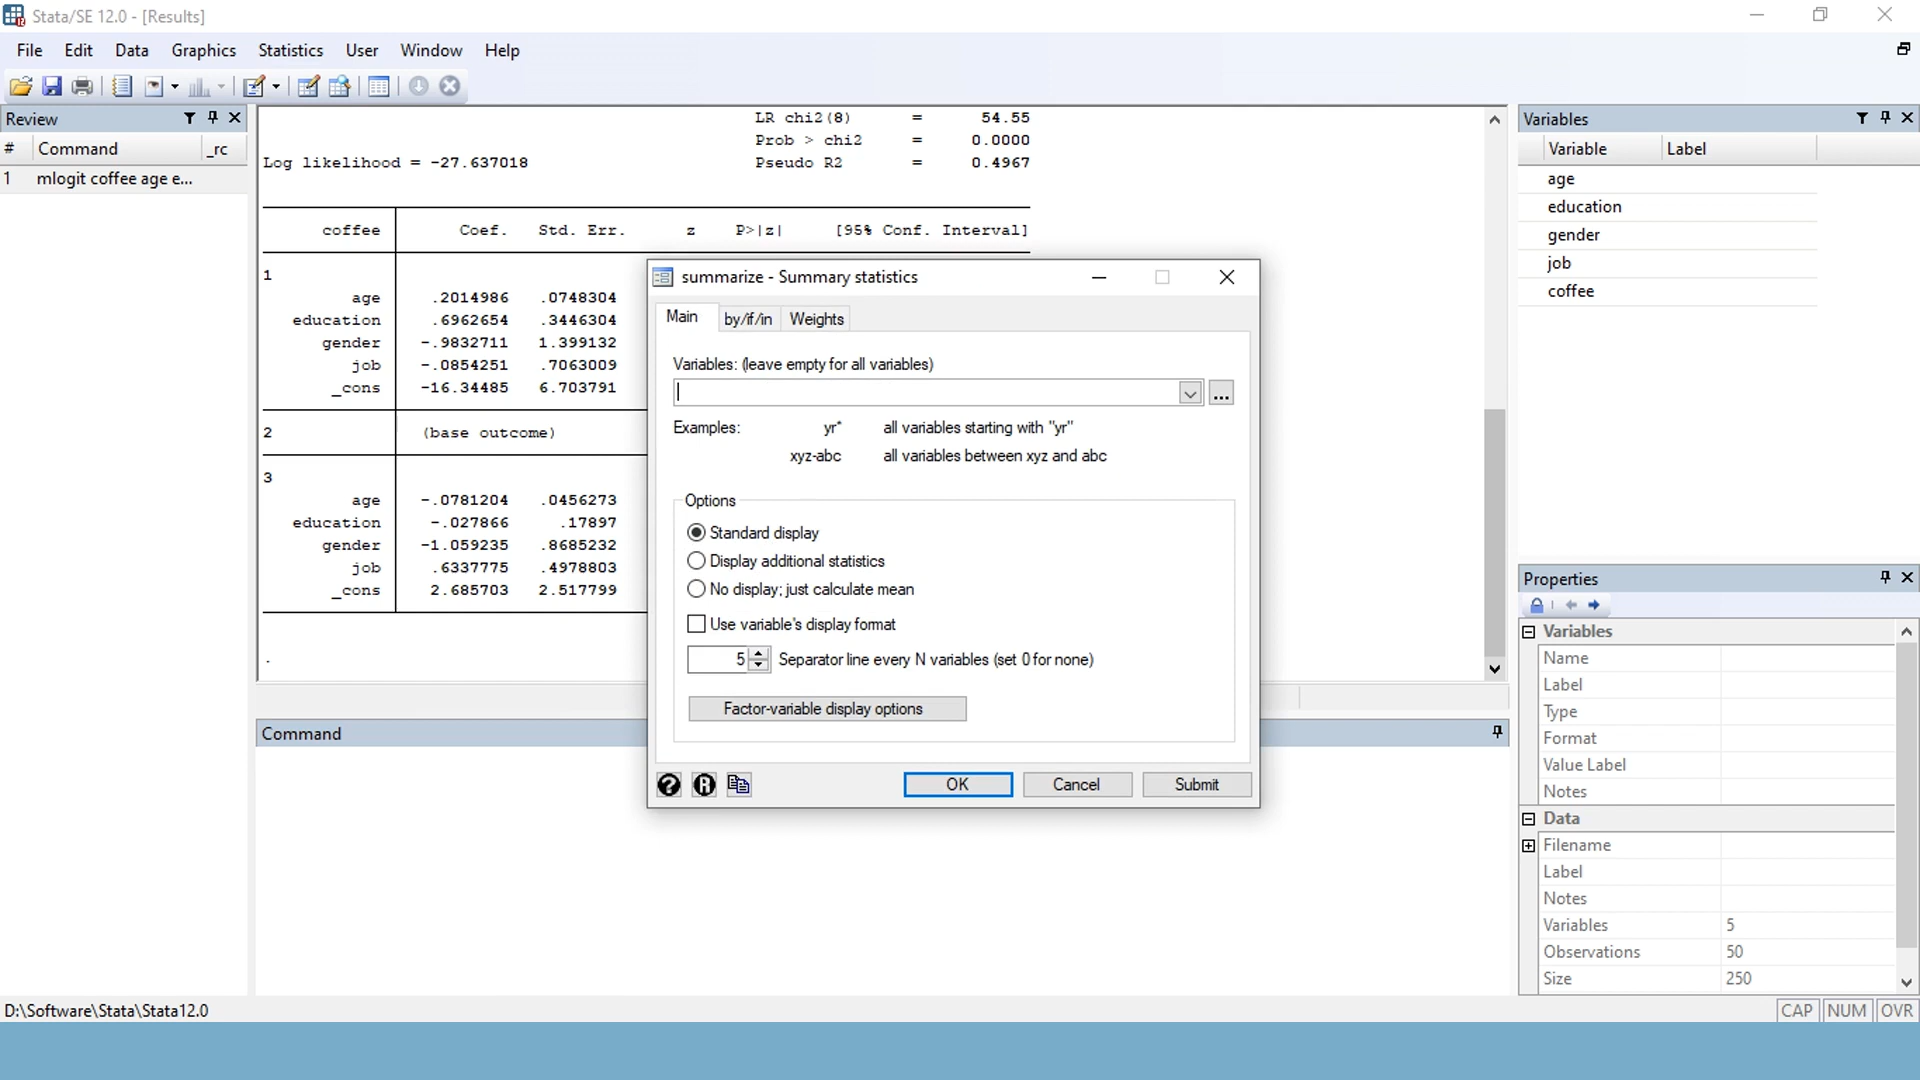 Stata/SE 12.0 - [Results]
File Edit Data Graphics Statistics User Window Help
Review
# Command _rc
1 mlogit coffee age e...
LR chi2(8) = 54.55
Prob > chi2 = 0.0000
Log likelihood = -27.637018 Pseudo R2 = 0.4967
coffee Coef. Std. Err. z P>|z| [95% Conf. Interval]
1
age .2014986 .0748304
education .6962654 .3446304
gender -.9832711 1.399132
job -.0854251 .7063009
_cons -16.34485 6.703791
2 (base outcome)
3
age -.0781204 .0456273
education -.027866 .17897
gender -1.059235 .8685232
job .6337775 .4978803
_cons 2.685703 2.517799
.
summarize - Summary statistics
Main by/if/in Weights
Variables: (leave empty for all variables)
...
Examples: yr* all variables starting with "yr"
xyz-abc all variables between xyz and abc
Options
Standard display
Display additional statistics
No display; just calculate mean
Use variable's display format
5 Separator line every N variables (set 0 for none)
Factor-variable display options
? R OK Cancel Submit
Command
Variables
Variable Label
age
education
gender
job
coffee
Properties
Variables
Name
Label
Type
Format
Value Label
Notes
Data
Filename
Label
Notes
Variables 5
Observations 50
Size 250
D:\Software\Stata\Stata12.0
CAP NUM OVR